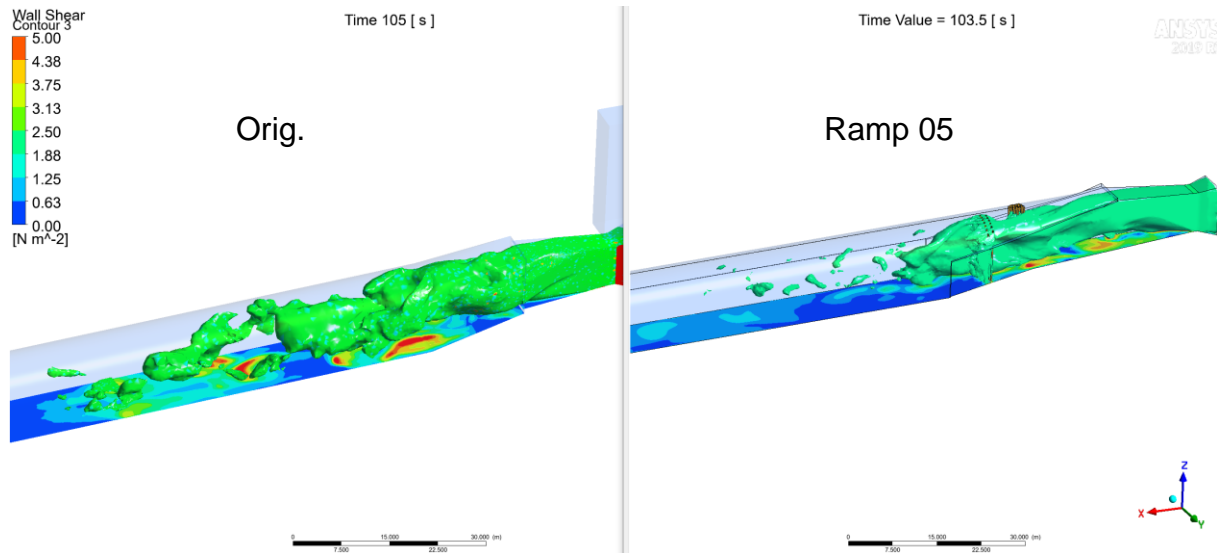 Wall Shear
Contour 3
5.00
4.38
3.75
3.13
2.50
1.88
1.25
0.63
0.00
[N m^-2]
Time 105 [ s ]
Orig.
0 15.000 30.000 (m)
7.500 22.500
Time Value = 103.5 [ s ]
ANSYS
Ramp 05
Z
X
Y
0 15.000 30.000 (m)
7.500 22.500